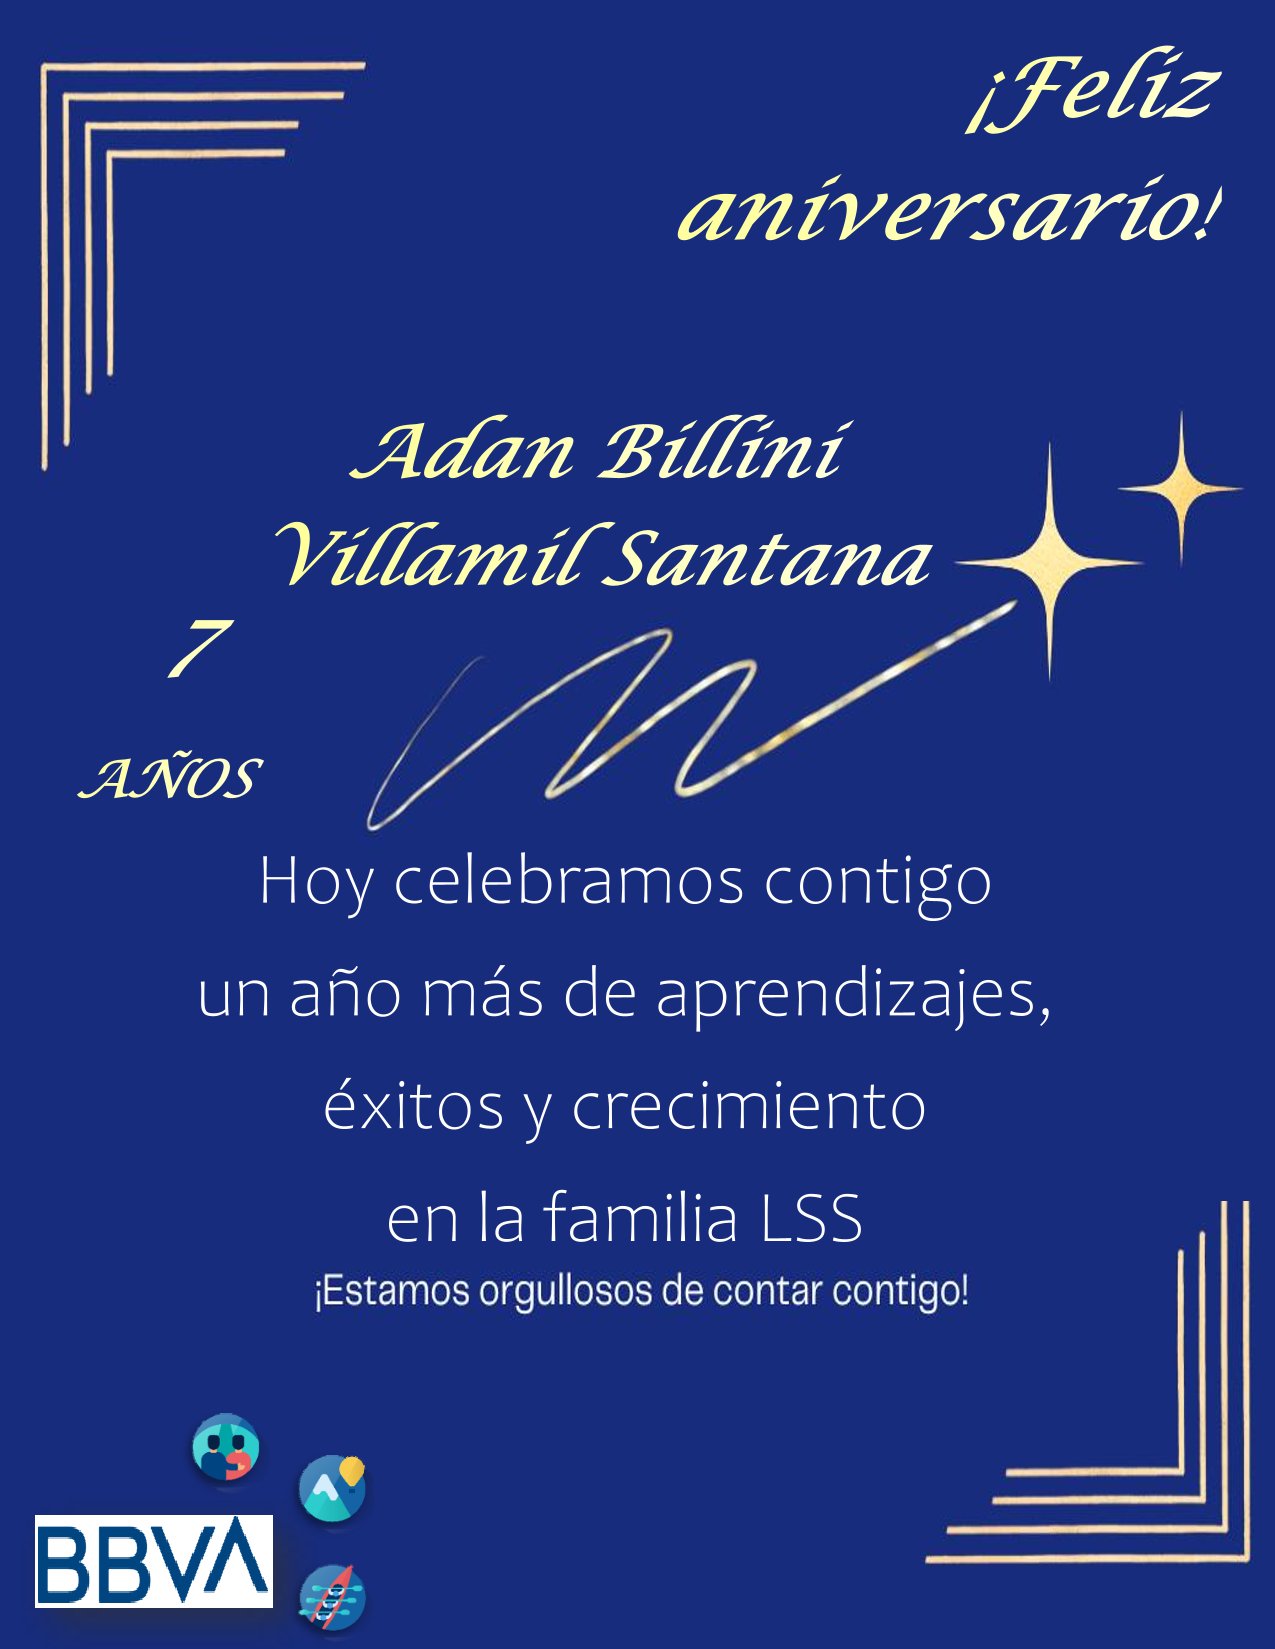 ¡Feliz
aniversario!
Adan Billini
Villamil Santana
7
AÑOS
Hoy celebramos contigo
un año más de aprendizajes,
éxitos y crecimiento
en la familia LSS
¡Estamos orgullosos de contar contigo!
BBVA